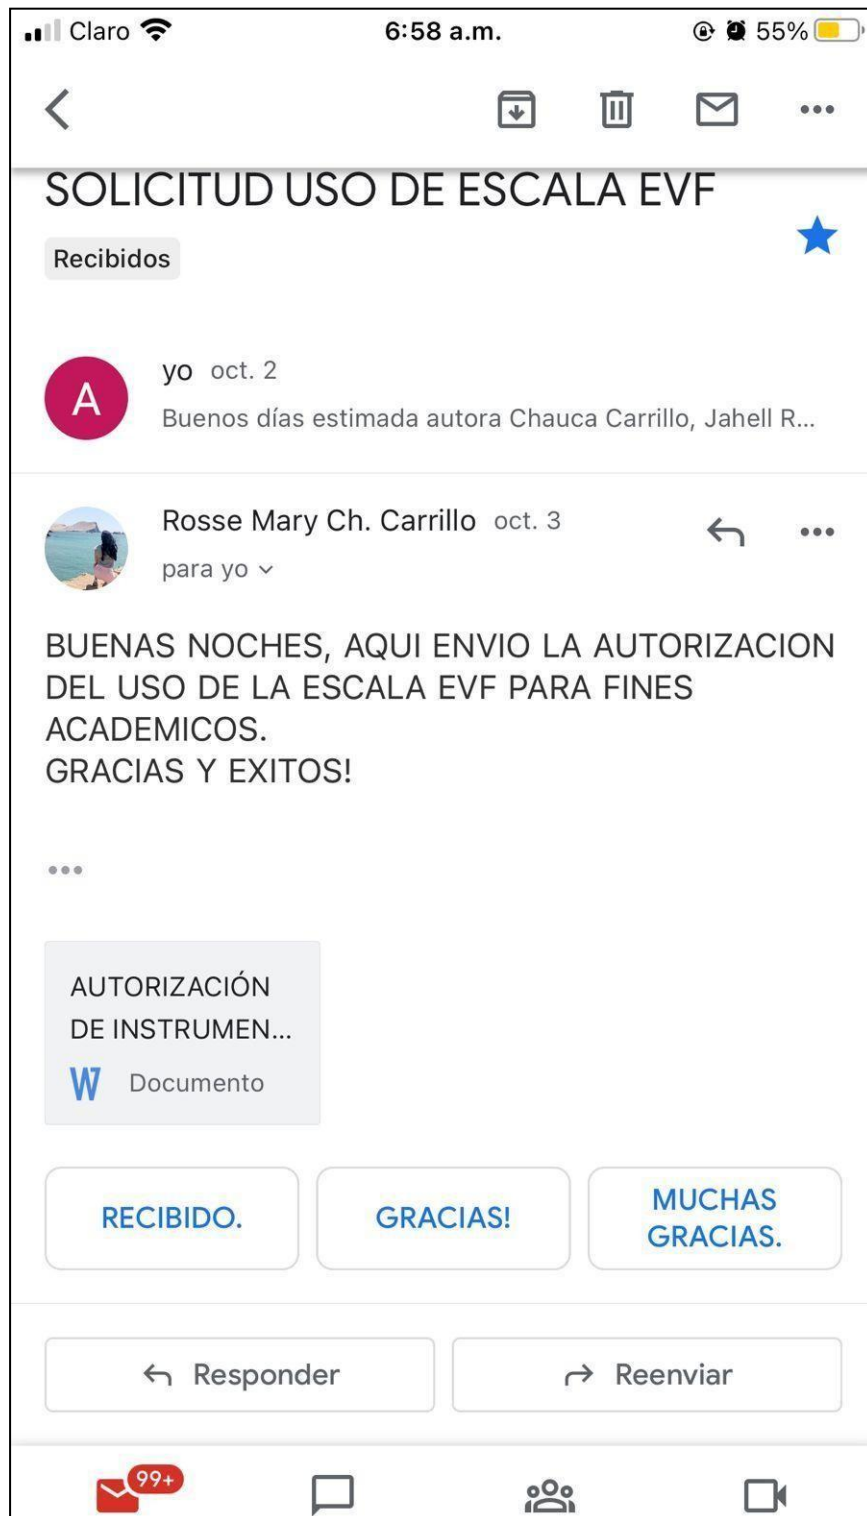 Claro 6:58 a.m. 55%
SOLICITUD USO DE ESCALA EVF
Recibidos
A
yo oct. 2
Buenos días estimada autora Chauca Carrillo, Jahell R...
Rosse Mary Ch. Carrillo oct. 3
para yo
BUENAS NOCHES, AQUI ENVIO LA AUTORIZACION
DEL USO DE LA ESCALA EVF PARA FINES
ACADEMICOS.
GRACIAS Y EXITOS!
AUTORIZACIÓN
DE INSTRUMEN...
W Documento
RECIBIDO. GRACIAS! MUCHAS
GRACIAS.
Responder Reenviar
99+